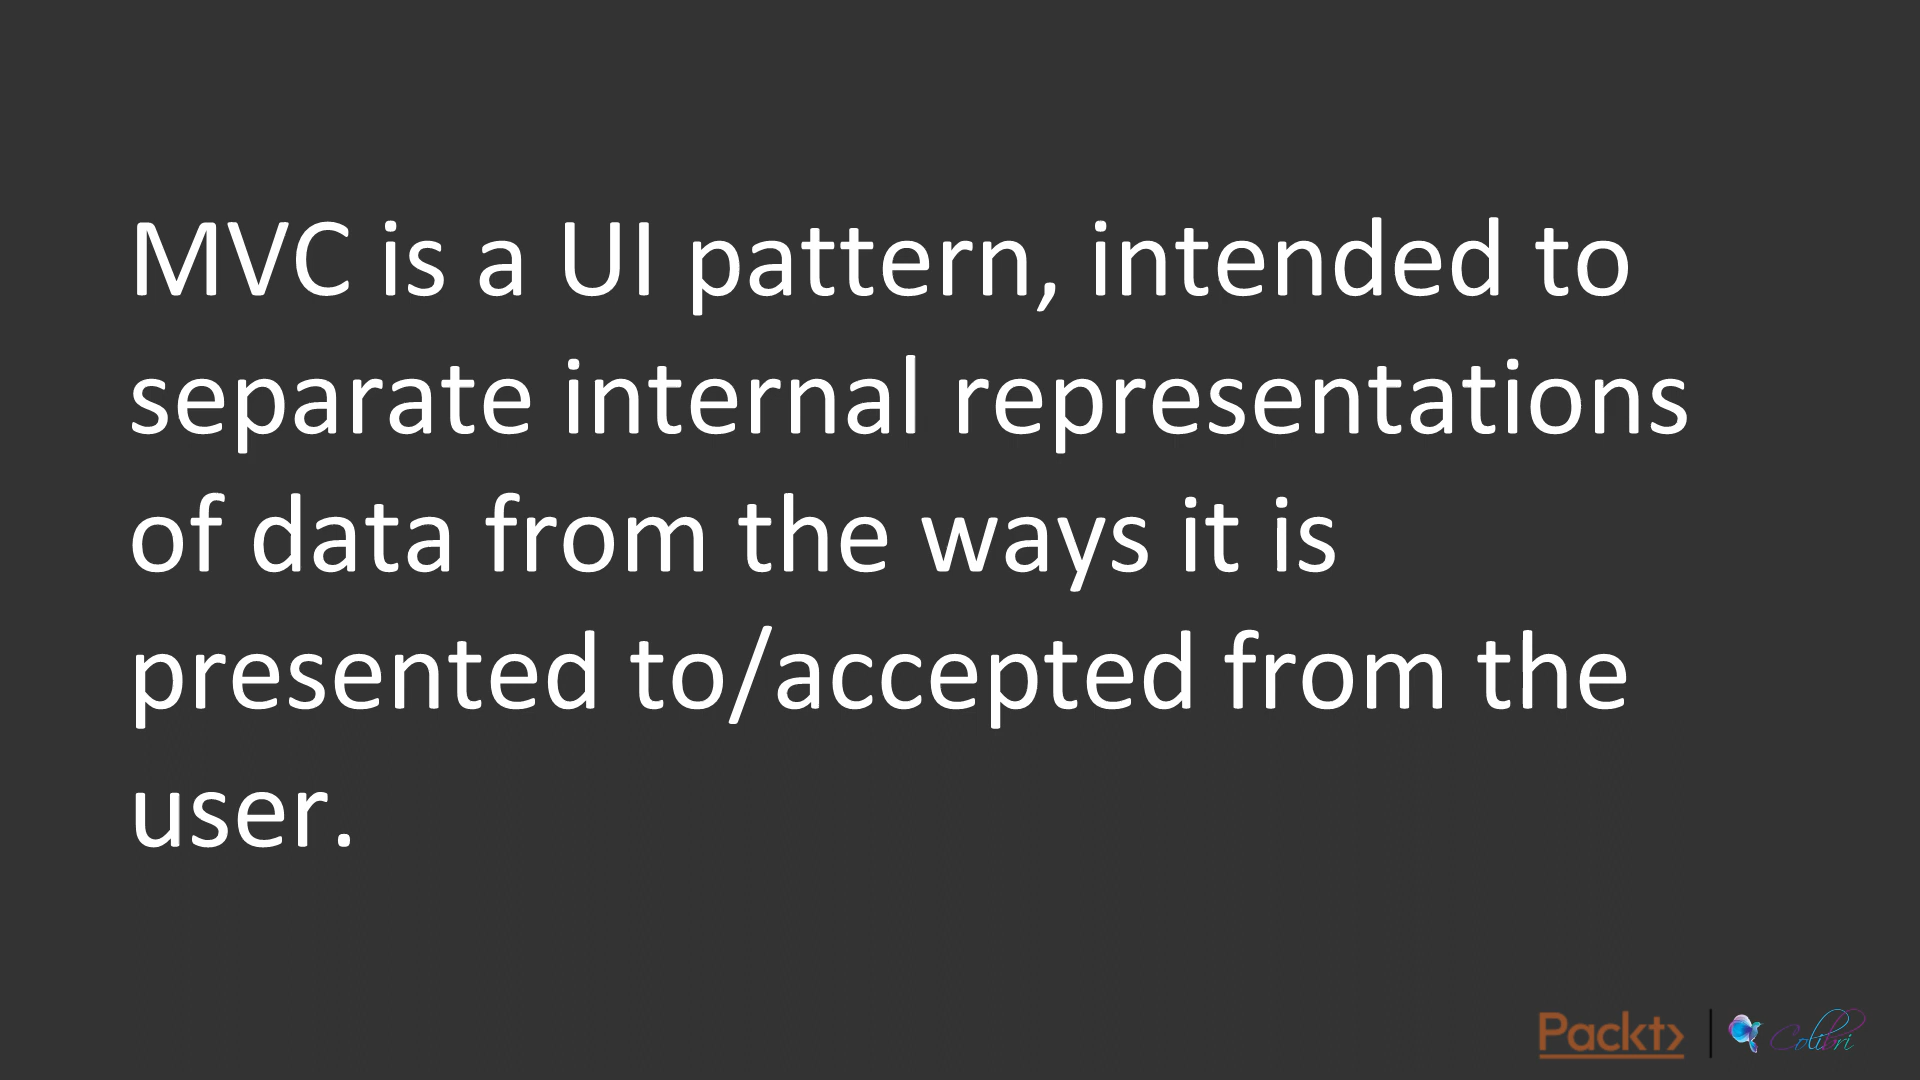 MVC is a UI pattern, intended to
separate internal representations
of data from the ways it is
presented to/accepted from the
user.
Packt>
Colibri